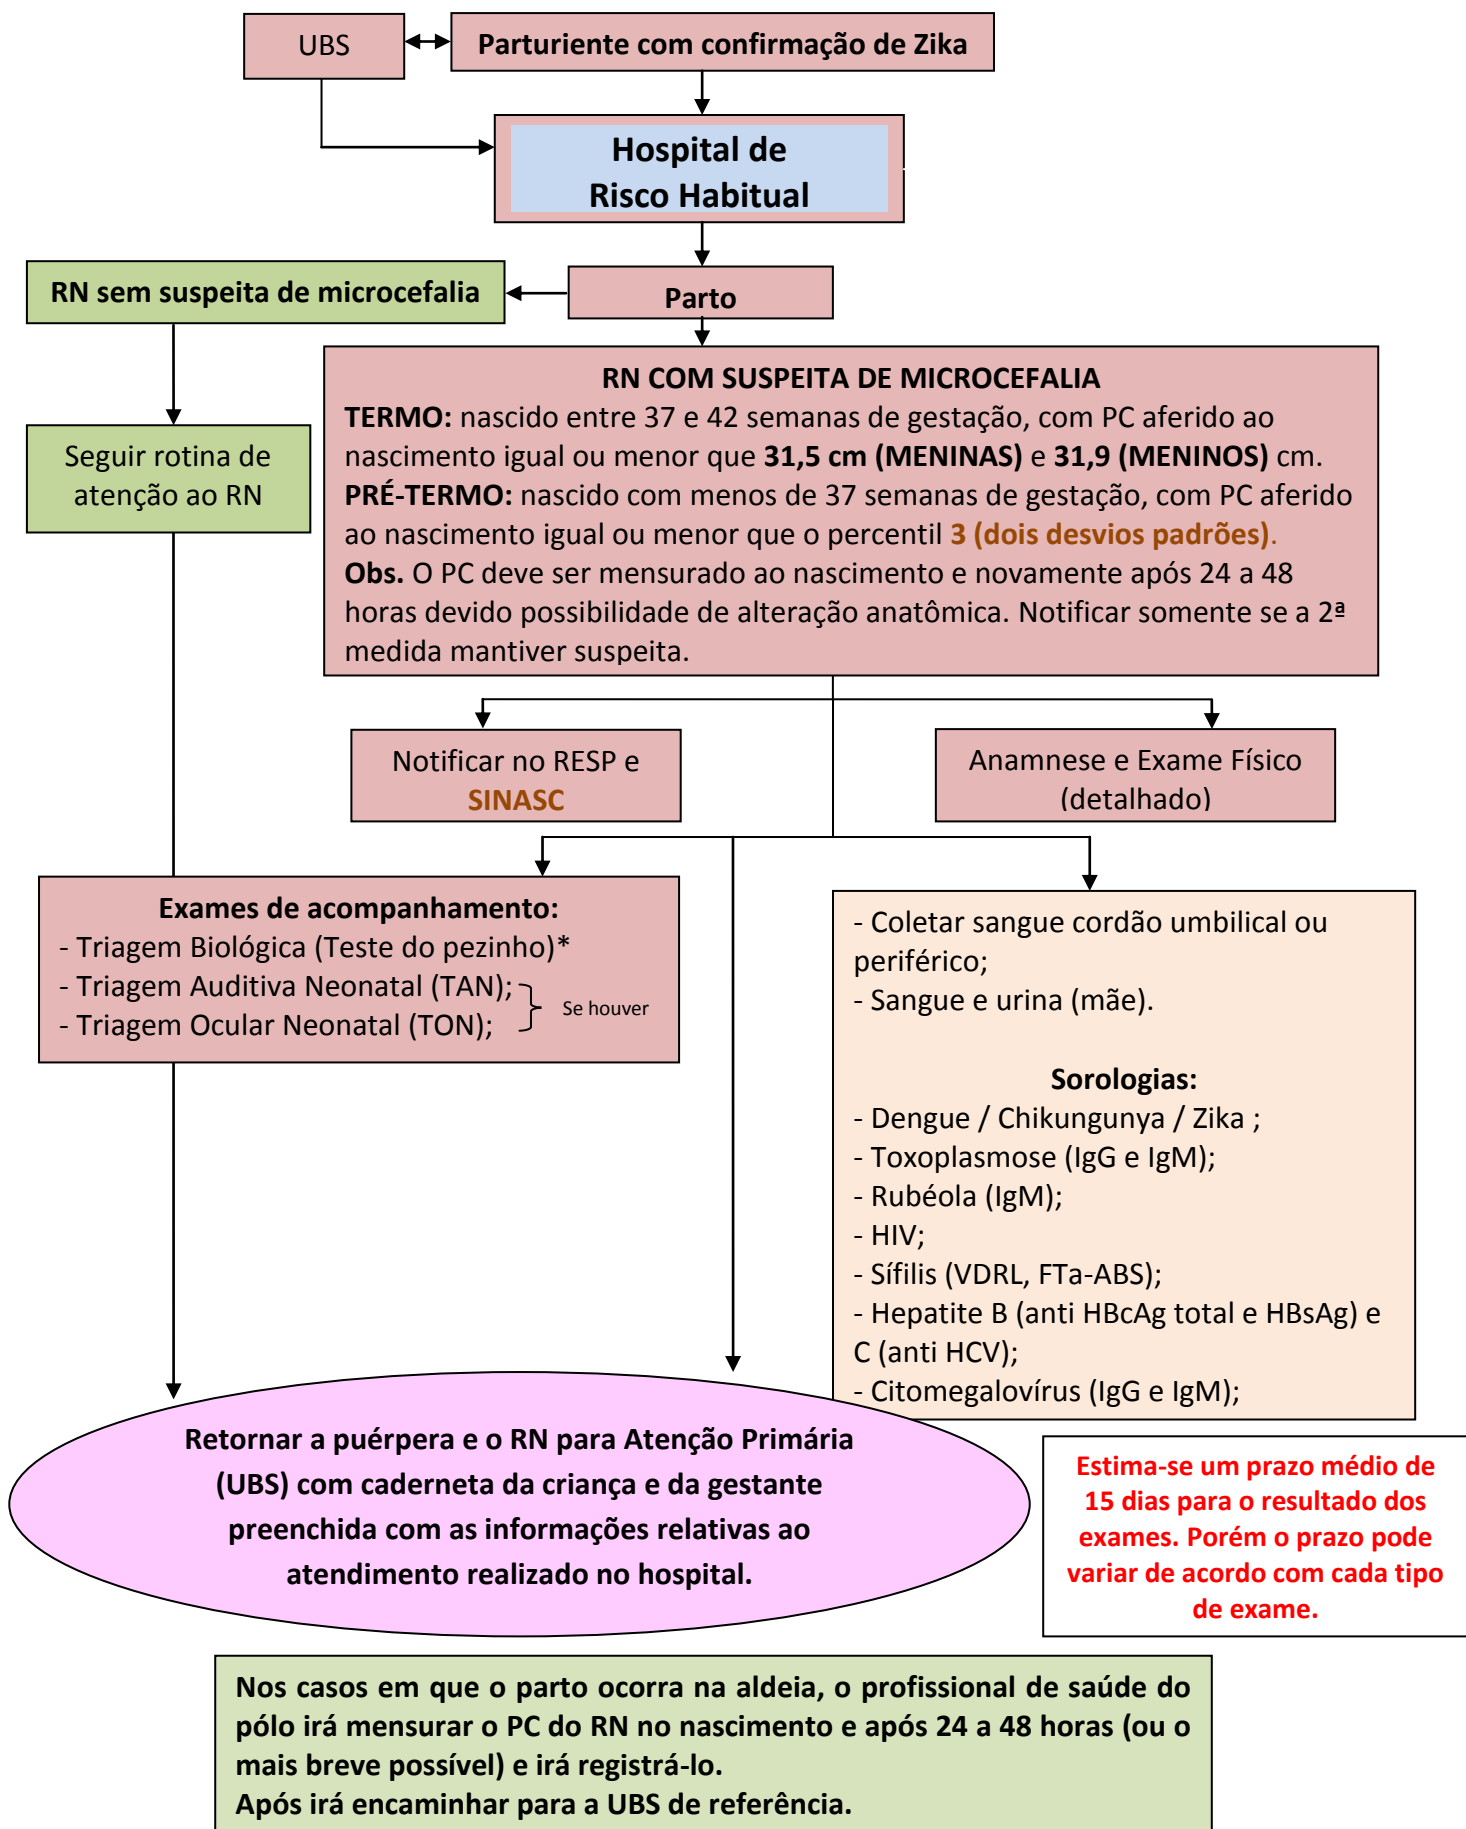 UBS
Parturiente com confirmação de Zika
Hospital de
Risco Habitual
RN sem suspeita de microcefalia
Parto
RN COM SUSPEITA DE MICROCEFALIA
TERMO: nascido entre 37 e 42 semanas de gestação, com PC aferido ao
nascimento igual ou menor que 31,5 cm (MENINAS) e 31,9 (MENINOS) cm.
PRÉ-TERMO: nascido com menos de 37 semanas de gestação, com PC aferido
ao nascimento igual ou menor que o percentil 3 (dois desvios padrões).
Obs. O PC deve ser mensurado ao nascimento e novamente após 24 a 48
horas devido possibilidade de alteração anatômica. Notificar somente se a 2ª
medida mantiver suspeita.
Seguir rotina de
atenção ao RN
Notificar no RESP e
SINASC
Anamnese e Exame Físico
(detalhado)
Exames de acompanhamento:
- Triagem Biológica (Teste do pezinho)*
- Triagem Auditiva Neonatal (TAN);
- Triagem Ocular Neonatal (TON);
Se houver
- Coletar sangue cordão umbilical ou
periférico;
- Sangue e urina (mãe).
Sorologias:
- Dengue / Chikungunya / Zika ;
- Toxoplasmose (IgG e IgM);
- Rubéola (IgM);
- HIV;
- Sífilis (VDRL, FTa-ABS);
- Hepatite B (anti HBcAg total e HBsAg) e
C (anti HCV);
- Citomegalovírus (IgG e IgM);
Retornar a puérpera e o RN para Atenção Primária
(UBS) com caderneta da criança e da gestante
preenchida com as informações relativas ao
atendimento realizado no hospital.
Estima-se um prazo médio de
15 dias para o resultado dos
exames. Porém o prazo pode
variar de acordo com cada tipo
de exame.
Nos casos em que o parto ocorra na aldeia, o profissional de saúde do
pólo irá mensurar o PC do RN no nascimento e após 24 a 48 horas (ou o
mais breve possível) e irá registrá-lo.
Após irá encaminhar para a UBS de referência.